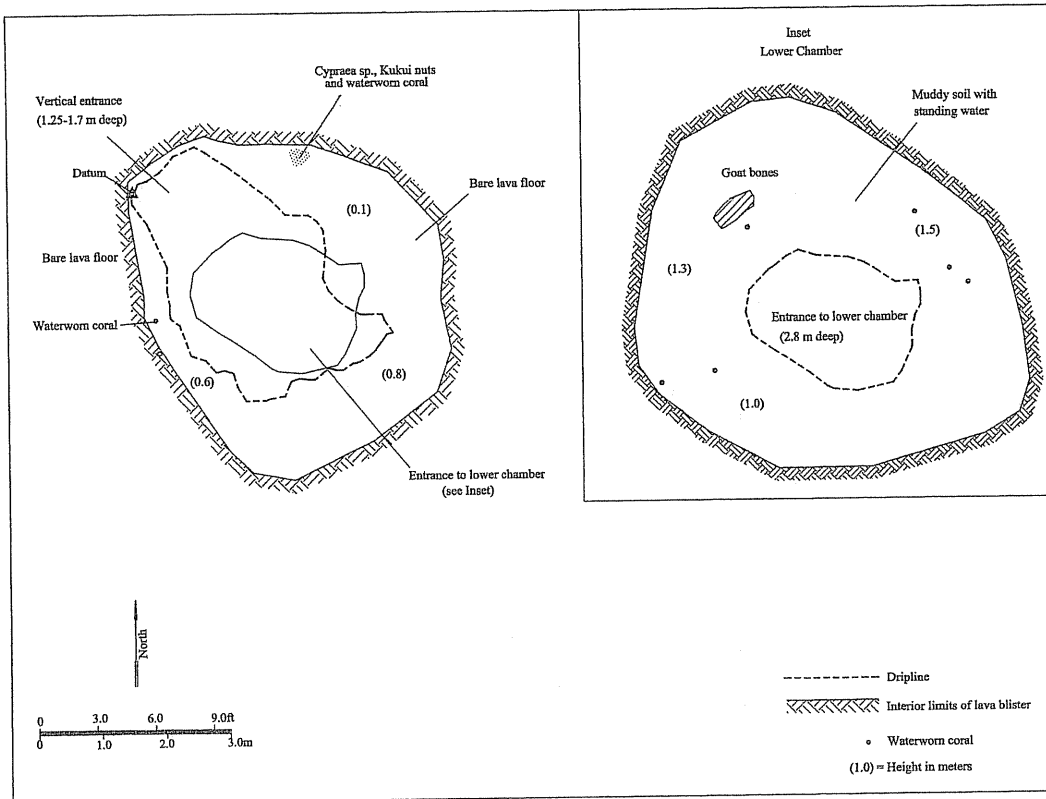 Cypraea sp., Kukui nuts
and waterworn coral
Vertical entrance
(1.25-1.7 m deep)
Datum
Bare lava floor
(0.1)
Bare lava floor
Waterworn coral
(0.6)
(0.8)
Entrance to lower chamber
(see Inset)
Inset
Lower Chamber
Muddy soil with
standing water
Goat bones
(1.5)
(1.3)
Entrance to lower chamber
(2.8 m deep)
(1.0)
North
0 3.0 6.0 9.0ft
0 1.0 2.0 3.0m
Dripline
Interior limits of lava blister
Waterworn coral
(1.0) = Height in meters